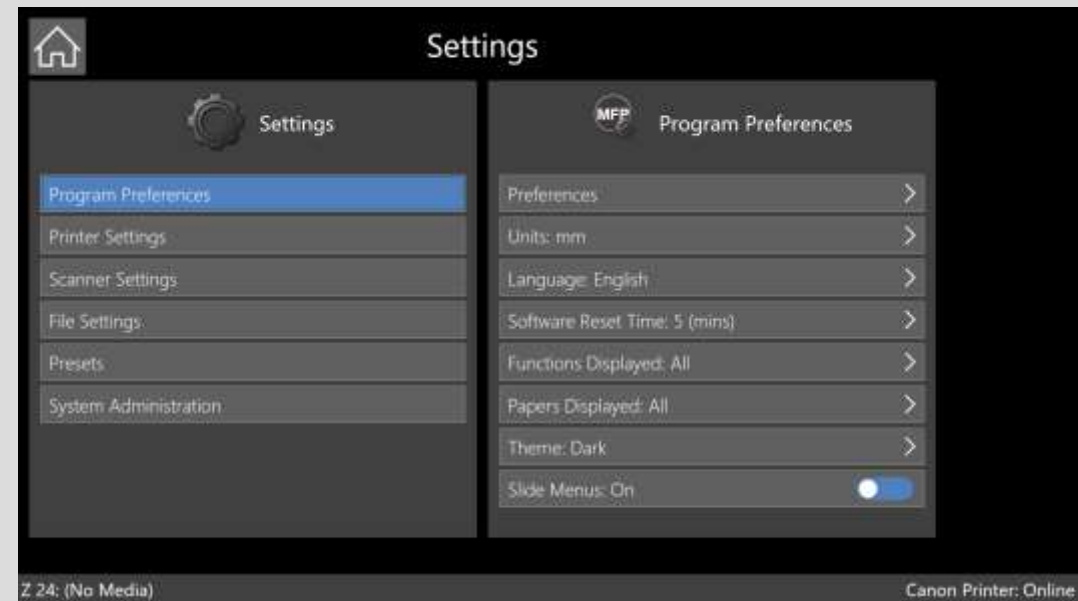 Settings
Settings
Program Preferences
Printer Settings
Scanner Settings
File Settings
Presets
System Administration
MFP
Program Preferences
Preferences
Units: mm
Language: English
Software Reset Time: 5 (mins)
Functions Displayed: All
Papers Displayed: All
Theme: Dark
Slide Menus: On
Z 24: (No Media)
Canon Printer: Online